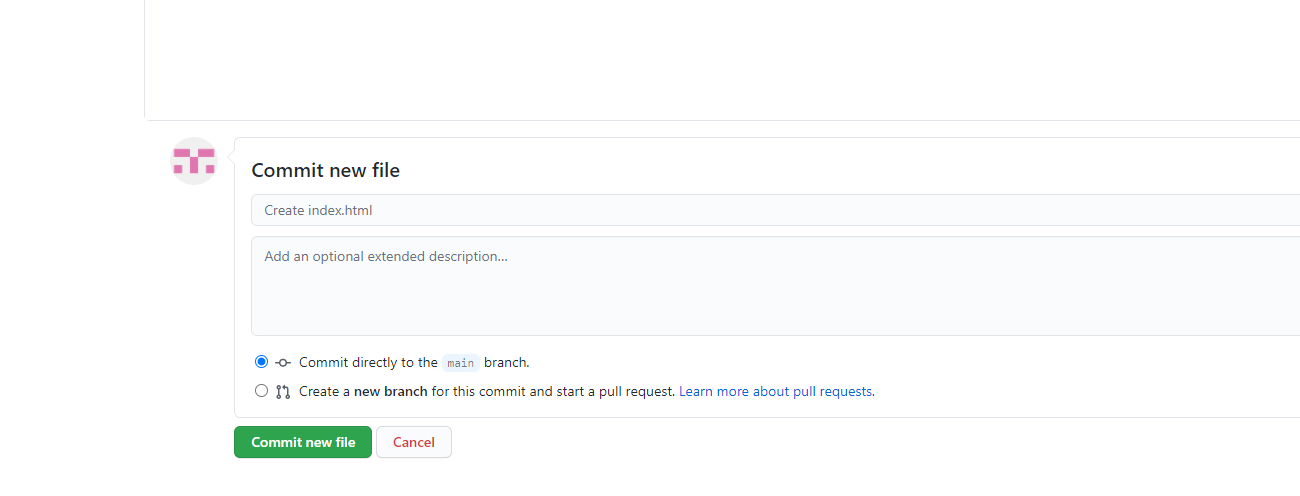 Commit new file
Create index.html
Add an optional extended description...
Commit directly to the main branch.
Create a new branch for this commit and start a pull request. Learn more about pull requests.
Commit new file
Cancel